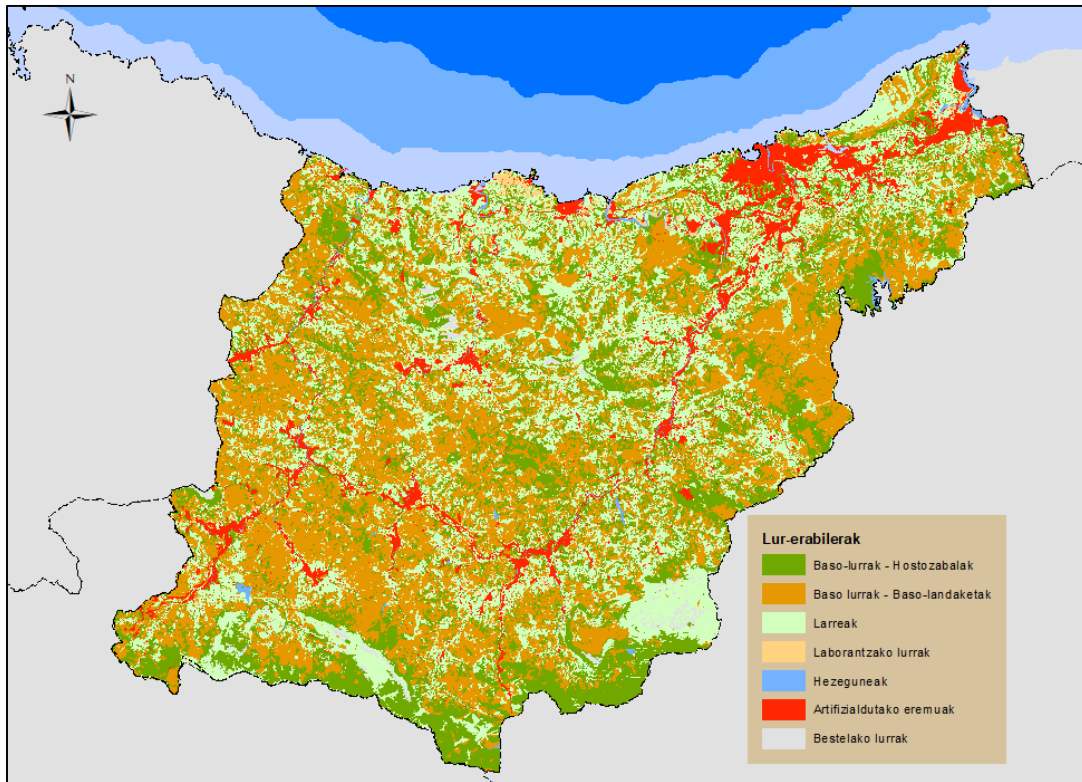 N
Lur-erabilerak
Baso-lurrak - Hostozabalak
Baso lurrak - Baso-landaketak
Larreak
Laborantzako lurrak
Hezeguneak
Artifizialdutako eremuak
Bestelako lurrak